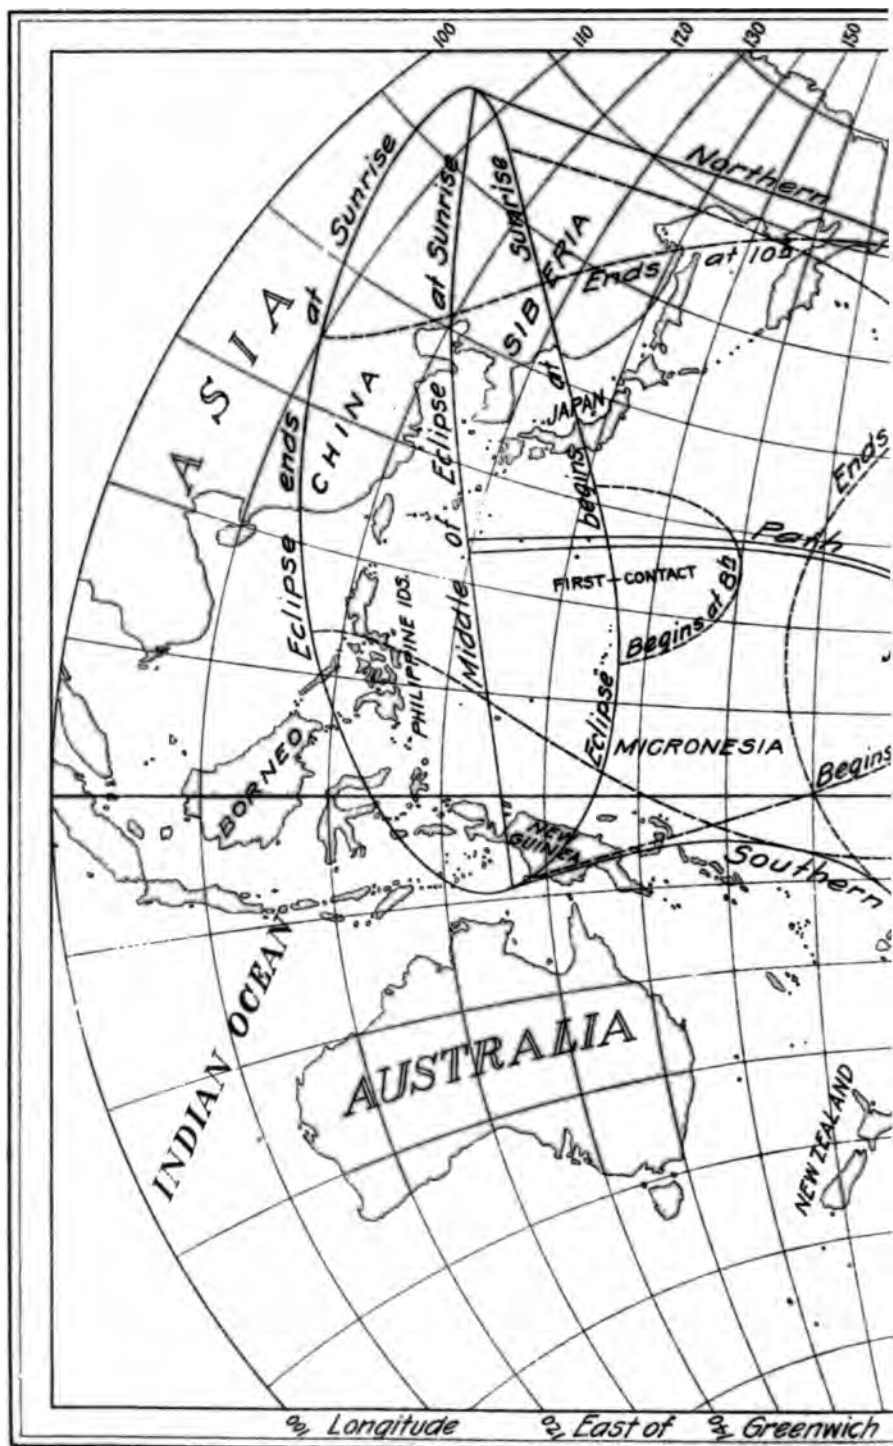 100 110 120 130 150
Northern
Eclipse ends at Sunrise
Middle of Eclipse at Sunrise
Eclipse begins at Sunrise
Ends at 10h
ASIA
SIBERIA
CHINA
JAPAN
Ends
Path
FIRST-CONTACT
Begins at 8h
PHILIPPINE IDS.
MICRONESIA
BORNEO
Begins
NEW
GUINEA
Southern
INDIAN OCEAN
AUSTRALIA
NEW ZEALAND
Longitude East of Greenwich